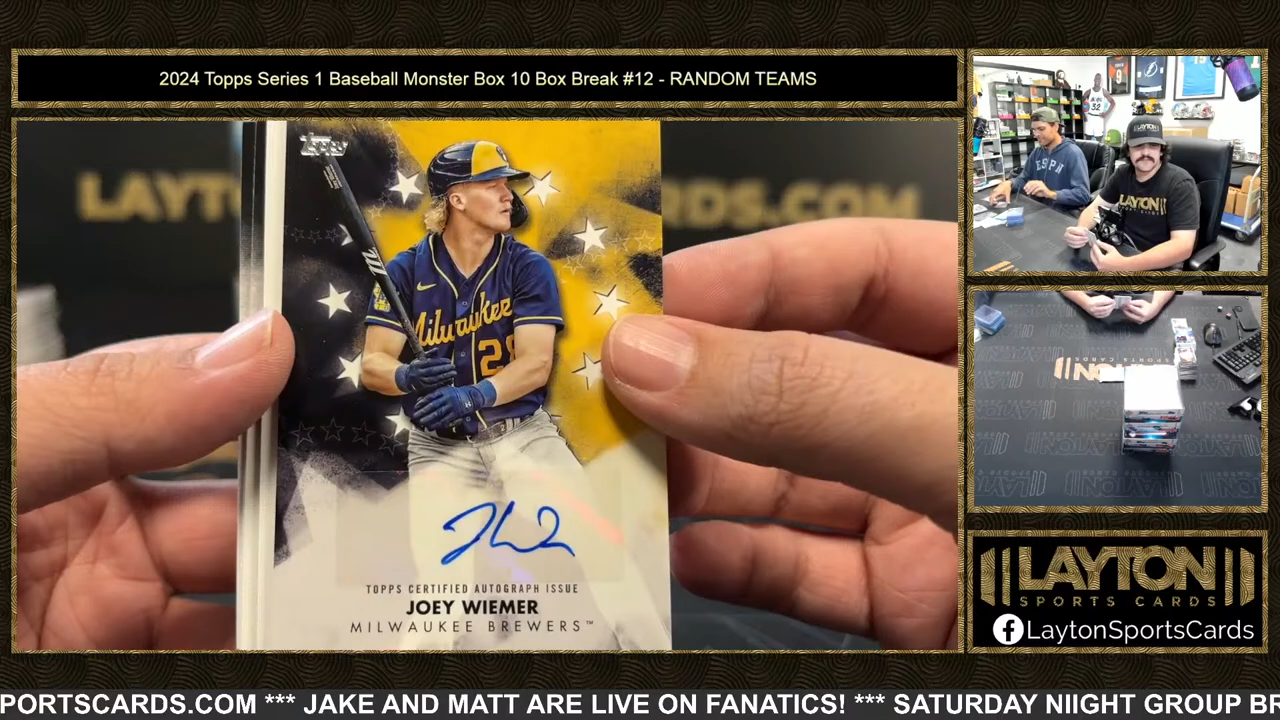 2024 Topps Series 1 Baseball Monster Box 10 Box Break #12 - RANDOM TEAMS
Topps
Milwaukee
TOPPS CERTIFIED AUTOGRAPH ISSUE
JOEY WIEMER
MILWAUKEE BREWERS™
ESPN
LAYTON
LAYTON
SPORTS CARDS
LaytonSportsCards
PORTSCARDS.COM *** JAKE AND MATT ARE LIVE ON FANATICS! *** SATURDAY NIIGHT GROUP BR